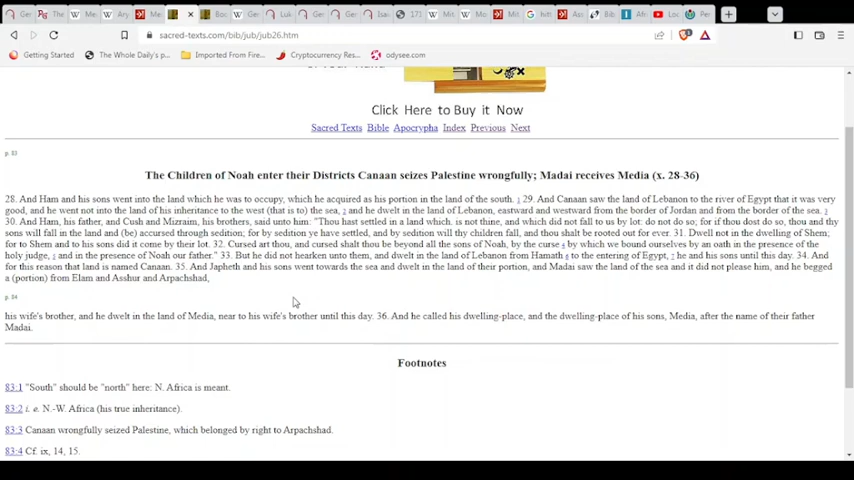 Me
Ary
Me
Bo
Ge
Luk
Ge
Ge
Isai
171
Wi
Mo
Mit
G hitt
Ass
Bib
Afr
Loc
Per
sacred-texts.com/bib/jub/jub26.htm
Getting Started
The Whole Daily's p...
Imported From Fire...
Cryptocurrency Res...
odysee.com
Click Here to Buy it Now
Sacred Texts Bible Apocrypha Index Previous Next
p. 83
The Children of Noah enter their Districts Canaan seizes Palestine wrongfully; Madai receives Media (x. 28-36)
28. And Ham and his sons went into the land which he was to occupy, which he acquired as his portion in the land of the south. 1 29. And Canaan saw the land of Lebanon to the river of Egypt that it was very
good, and he went not into the land of his inheritance to the west (that is to) the sea, 2 and he dwelt in the land of Lebanon, eastward and westward from the border of Jordan and from the border of the sea. 3
30. And Ham, his father, and Cush and Mizraim, his brothers, said unto him: "Thou hast settled in a land which. is not thine, and which did not fall to us by lot: do not do so; for if thou dost do so, thou and thy
sons will fall in the land and (be) accursed through sedition; for by sedition ye have settled, and by sedition will thy children fall, and thou shalt be rooted out for ever. 31. Dwell not in the dwelling of Shem;
for to Shem and to his sons did it come by their lot. 32. Cursed art thou, and cursed shalt thou be beyond all the sons of Noah, by the curse 4 by which we bound ourselves by an oath in the presence of the
holy judge, 5 and in the presence of Noah our father." 33. But he did not hearken unto them, and dwelt in the land of Lebanon from Hamath 6 to the entering of Egypt, 7 he and his sons until this day. 34. And
for this reason that land is named Canaan. 35. And Japheth and his sons went towards the sea and dwelt in the land of their portion, and Madai saw the land of the sea and it did not please him, and he begged
a (portion) from Elam and Asshur and Arpachshad,
p. 84
his wife's brother, and he dwelt in the land of Media, near to his wife's brother until this day. 36. And he called his dwelling-place, and the dwelling-place of his sons, Media, after the name of their father
Madai.
Footnotes
83:1 "South" should be "north" here: N. Africa is meant.
83:2 i. e. N.-W. Africa (his true inheritance).
83:3 Canaan wrongfully seized Palestine, which belonged by right to Arpachshad.
83:4 Cf. ix, 14, 15.